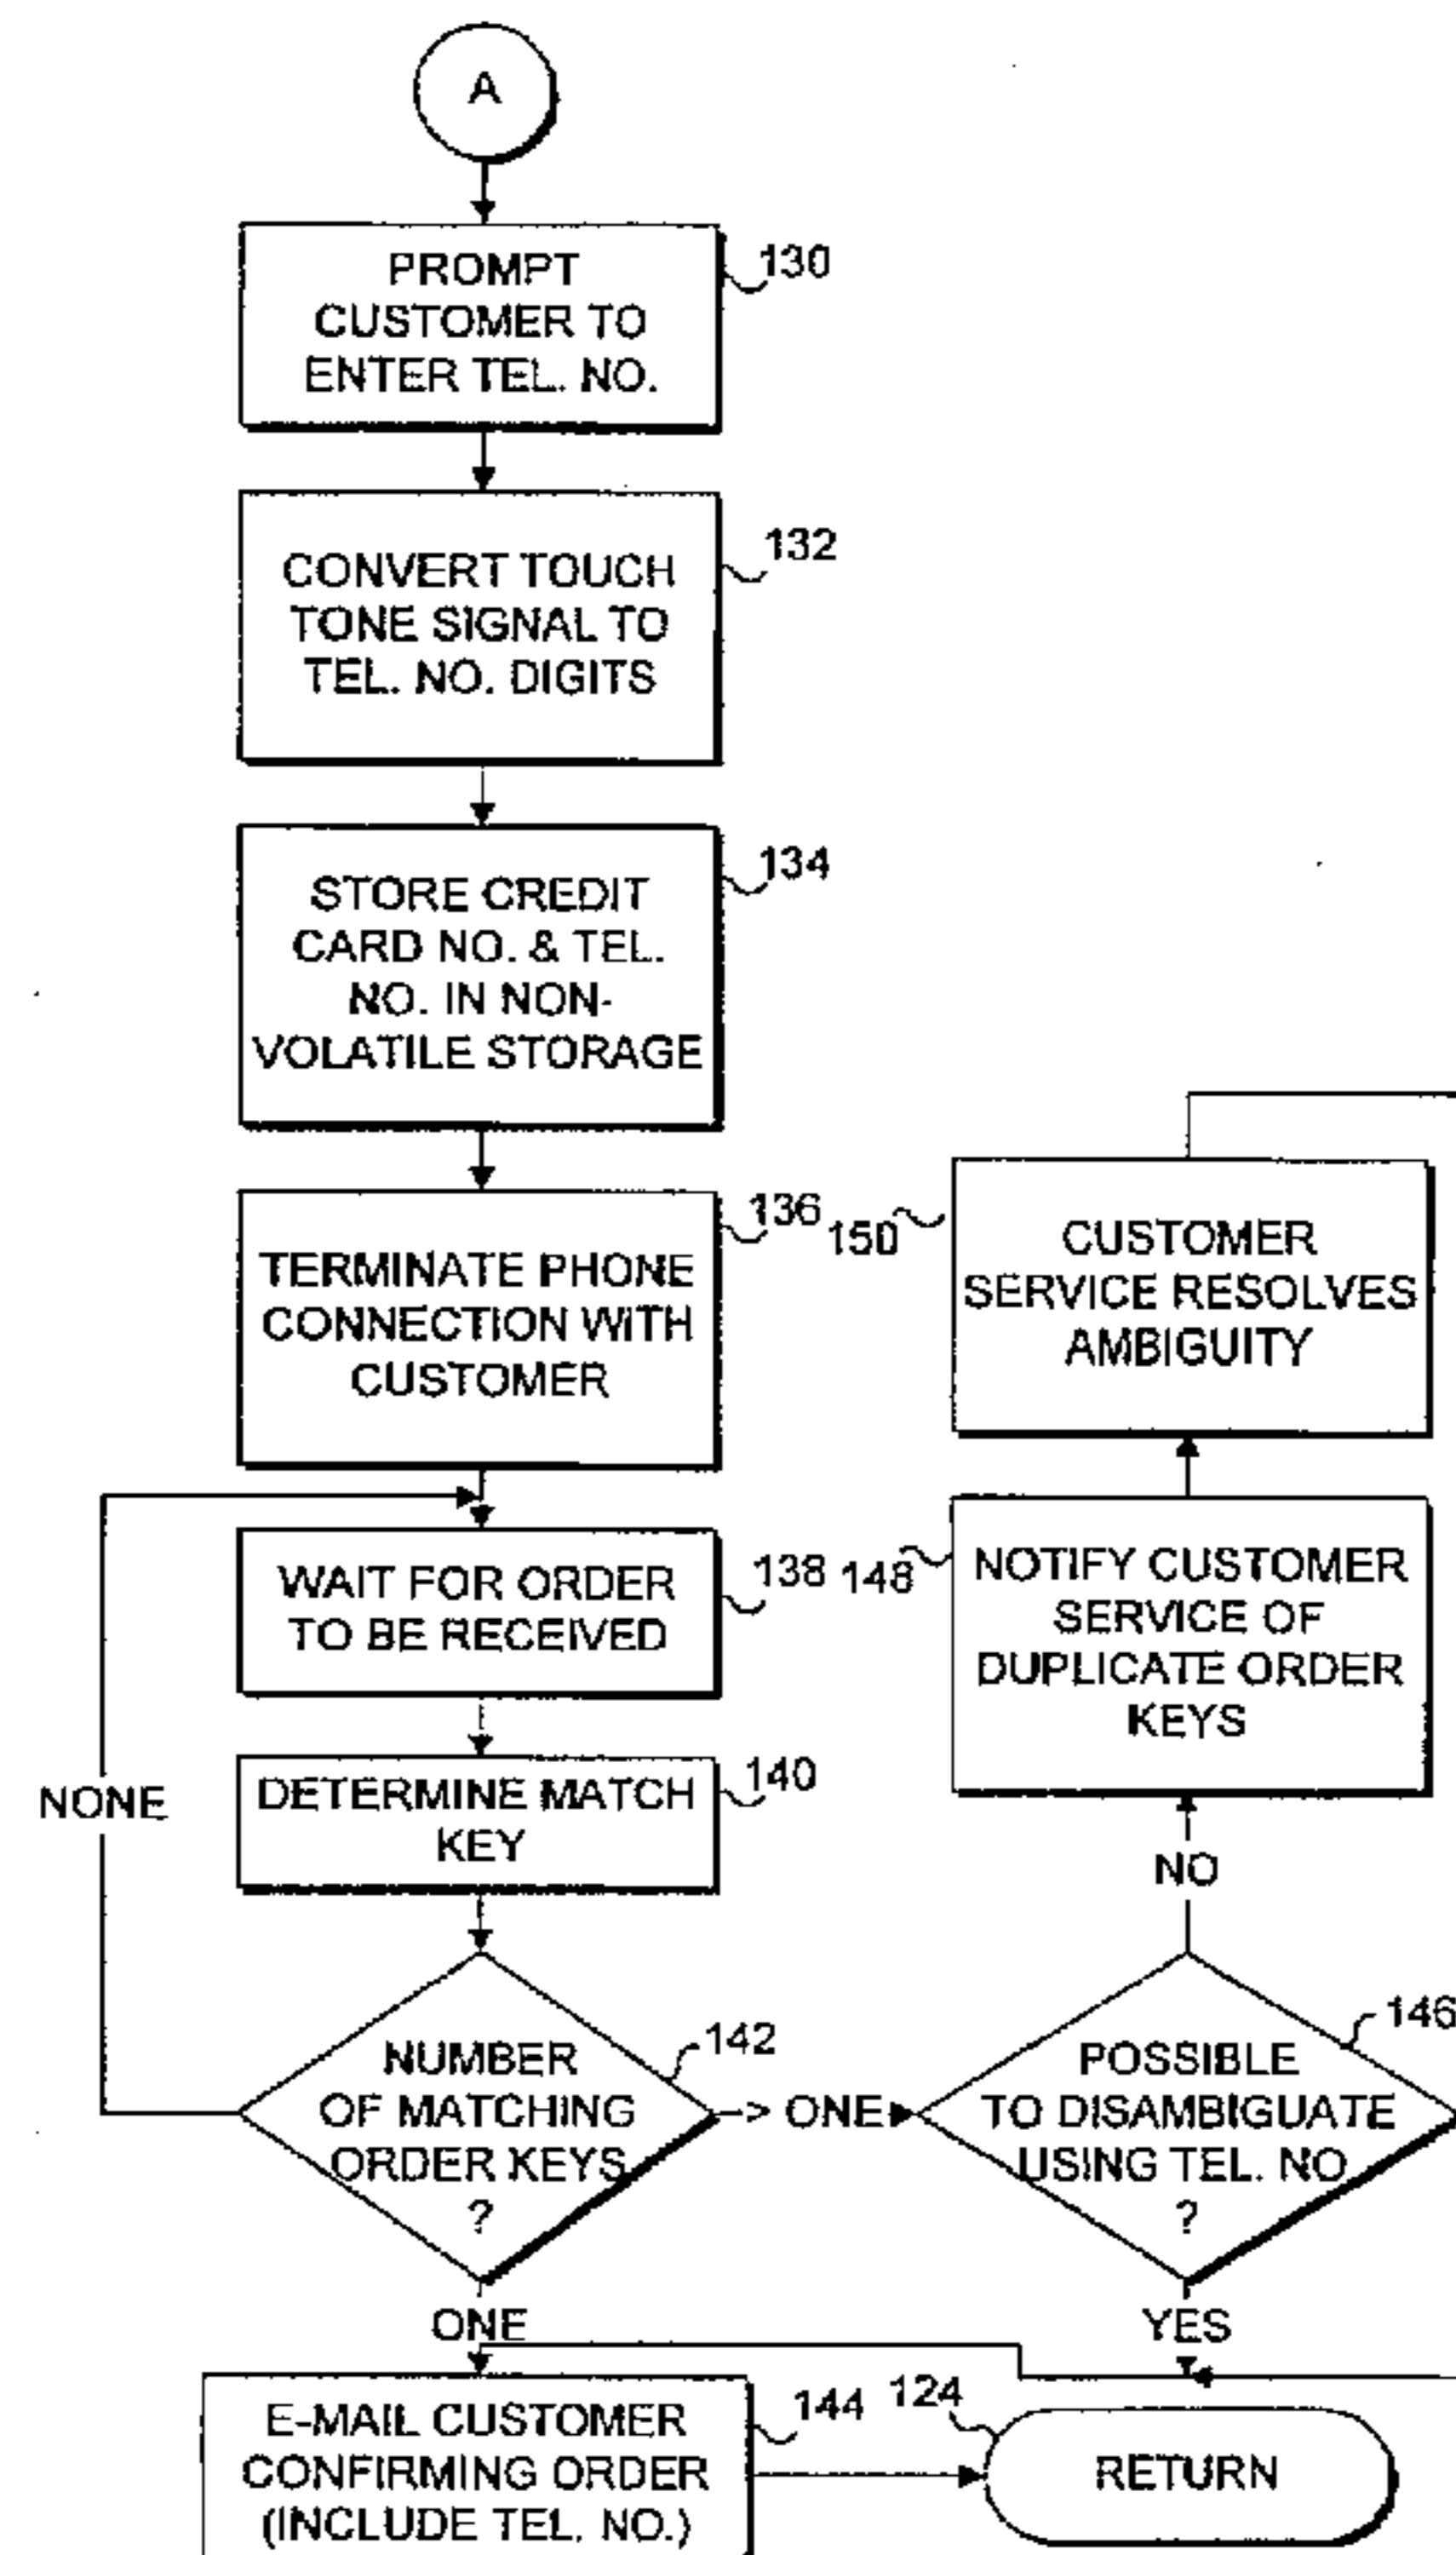 A
PROMPT
CUSTOMER TO
ENTER TEL. NO.
130
CONVERT TOUCH
TONE SIGNAL TO
TEL. NO. DIGITS
132
STORE CREDIT
CARD NO. & TEL.
NO. IN NON-
VOLATILE STORAGE
134
TERMINATE PHONE
CONNECTION WITH
CUSTOMER
136
150
CUSTOMER
SERVICE RESOLVES
AMBIGUITY
WAIT FOR ORDER
TO BE RECEIVED
138
148
NOTIFY CUSTOMER
SERVICE OF
DUPLICATE ORDER
KEYS
NONE
DETERMINE MATCH
KEY
140
NO
NUMBER
OF MATCHING
ORDER KEYS
?
142
> ONE
POSSIBLE
TO DISAMBIGUATE
USING TEL. NO
?
146
ONE
YES
E-MAIL CUSTOMER
CONFIRMING ORDER
(INCLUDE TEL. NO.)
144
124
RETURN